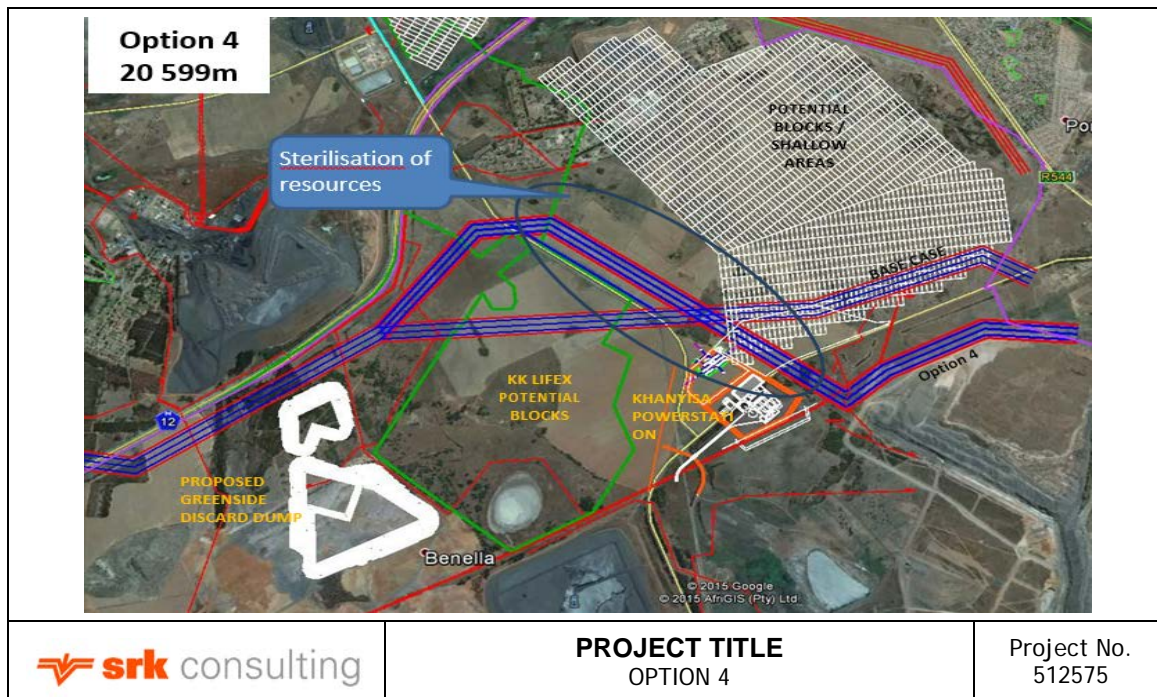 Option 4
20 599m
Sterilisation of
resources
POTENTIAL
BLOCKS /
SHALLOW
AREAS
R544
BASE CASE
Option 4
KK LIFEX
POTENTIAL
BLOCKS
KHANYISA
POWERSTATI
ON
12
PROPOSED
GREENSIDE
DISCARD DUMP
Benella
© 2015 Google
© 2015 AfriGIS (Pty) Ltd.
srk consulting
PROJECT TITLE
OPTION 4
Project No.
512575